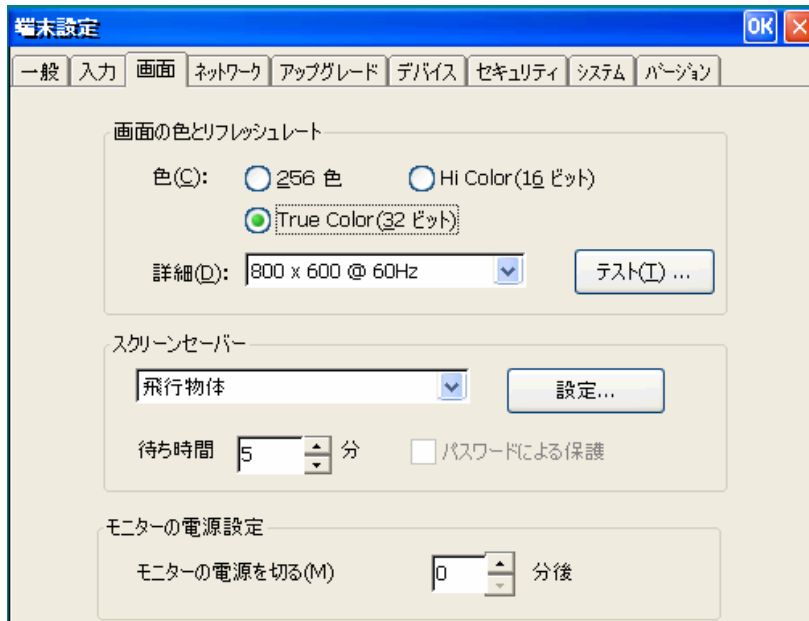 端末設定 OK
一般 入力 画面 ネットワーク アップグレード デバイス セキュリティ システム バージョン
画面の色とリフレッシュレート
色(C): 256 色 Hi Color(16 ビット)
True Color(32 ビット)
詳細(D): 800 x 600 @ 60Hz テスト(T) ...
スクリーンセーバー
飛行物体 設定...
待ち時間 5 分 パスワードによる保護
モニターの電源設定
モニターの電源を切る(M) 0 分後